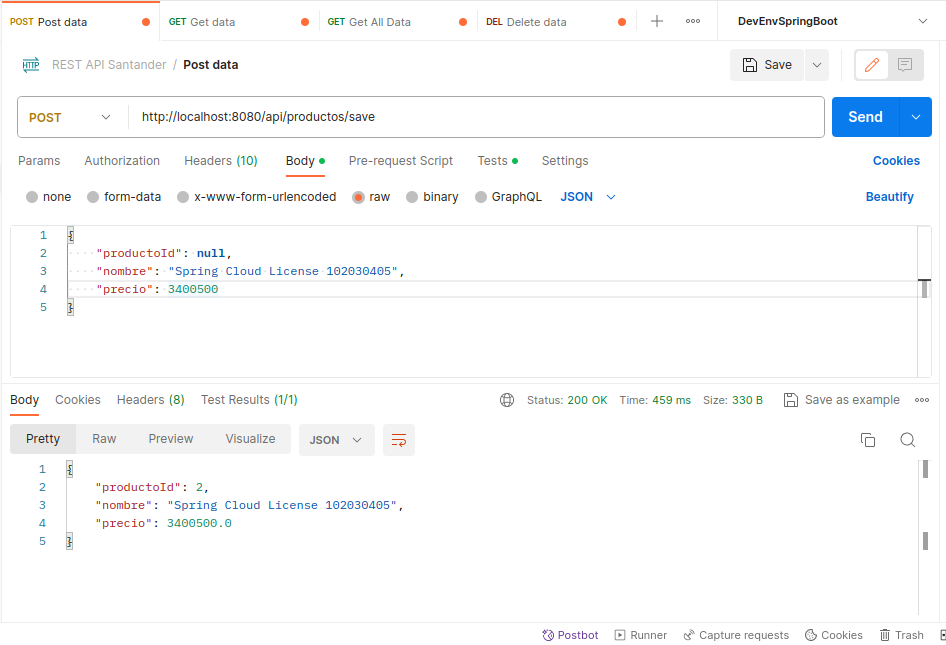 POST Post data GET Get data GET Get All Data DEL Delete data DevEnvSpringBoot
HTTP REST API Santander / Post data Save
POST http://localhost:8080/api/productos/save Send
Params Authorization Headers (10) Body Pre-request Script Tests Settings Cookies
none form-data x-www-form-urlencoded raw binary GraphQL JSON Beautify
1 {
2 "productoId": null,
3 "nombre": "Spring Cloud License 102030405",
4 "precio": 3400500
5 }
Body Cookies Headers (8) Test Results (1/1) Status: 200 OK Time: 459 ms Size: 330 B Save as example
Pretty Raw Preview Visualize JSON
1 {
2 "productoId": 2,
3 "nombre": "Spring Cloud License 102030405",
4 "precio": 3400500.0
5 }
Postbot Runner Capture requests Cookies Trash